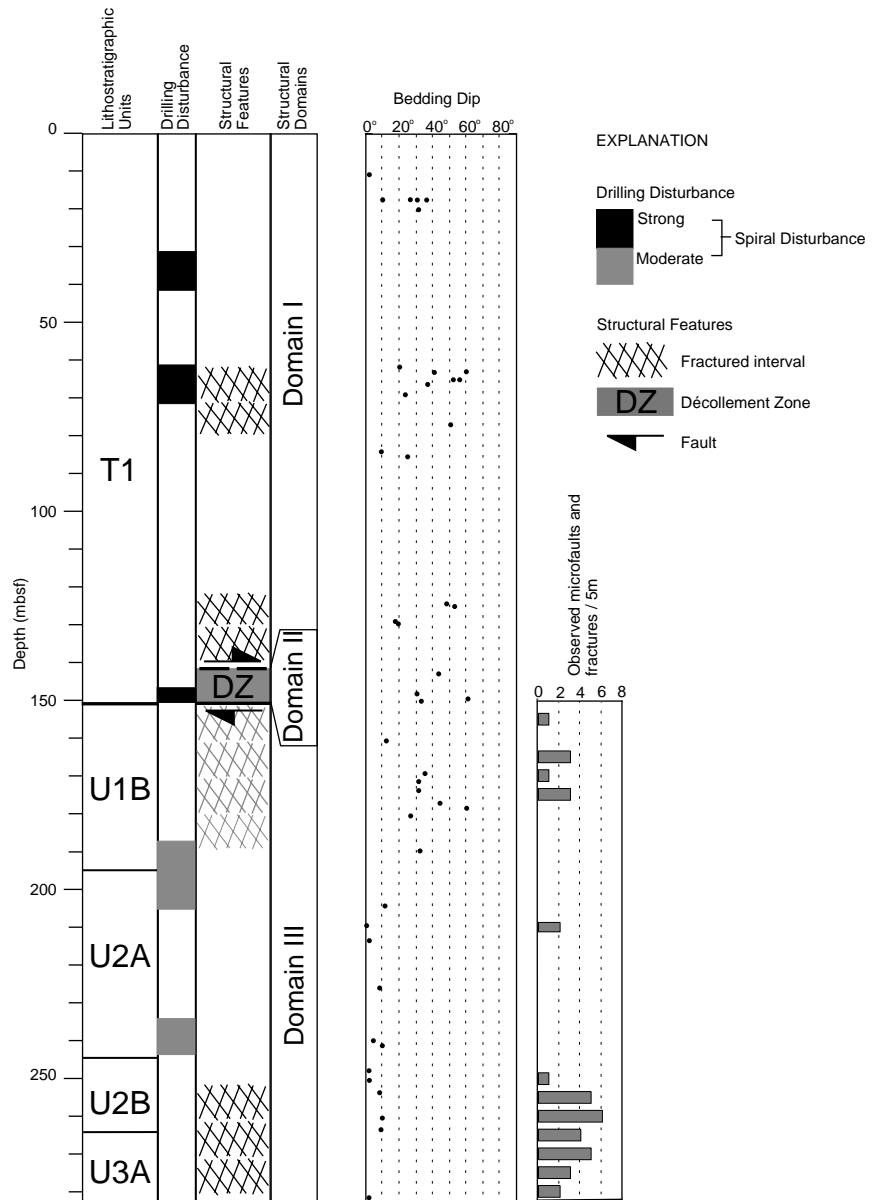 Lithostratigraphic
Units
Drilling
Disturbance
Structural
Features
Structural
Domains
Bedding Dip
0° 20° 40° 60° 80°
0
50
100
150
200
250
Depth (mbsf)
T1
U1B
U2A
U2B
U3A
DZ
Domain I
Domain II
Domain III
EXPLANATION
Drilling Disturbance
Strong
Moderate
Spiral Disturbance
Structural Features
Fractured interval
DZ
Décollement Zone
Fault
Observed microfaults and
fractures / 5m
0 2 4 6 8